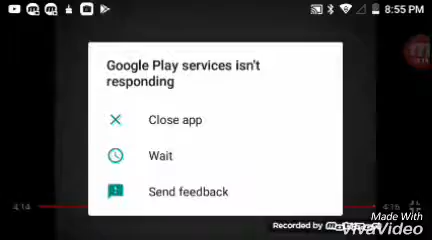 8:55 PM
Google Play services isn't
responding
Close app
Wait
Send feedback
4:14
4:15
Made With
Recorded by
VivaVideo